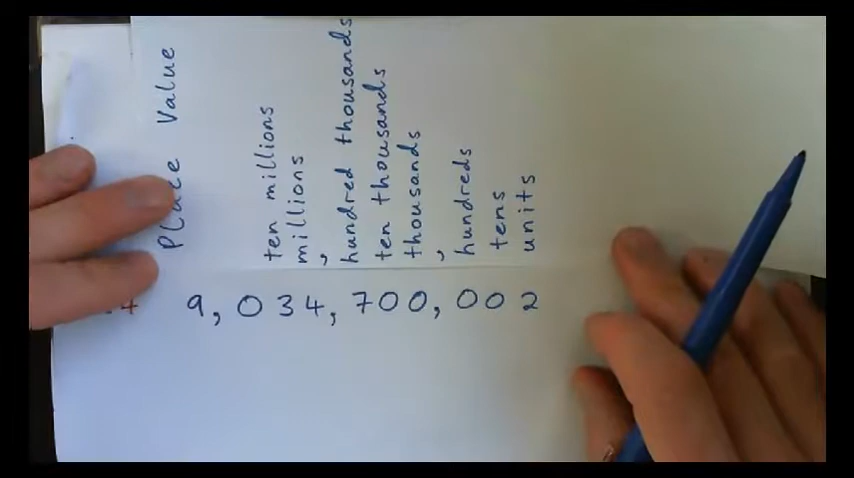 Place Value
ten millions
millions
,
hundred thousands
ten thousands
thousands
,
hundreds
tens
units
9,034,700,002